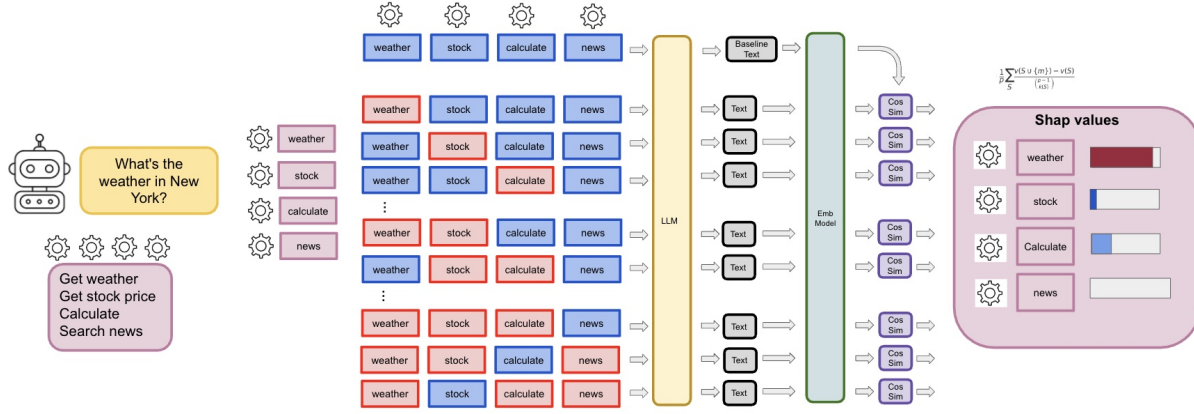 What's the
weather in New
York?
Get weather
Get stock price
Calculate
Search news
weather
stock
calculate
news
weather stock calculate news
weather stock calculate news
weather stock calculate news
weather stock calculate news
⋮
weather stock calculate news
weather stock calculate news
⋮
weather stock calculate news
weather stock calculate news
weather stock calculate news
LLM
Baseline
Text
Text
Text
Text
Text
Text
Text
Text
Text
Emb
Model
Cos
Sim
Cos
Sim
Cos
Sim
Cos
Sim
Cos
Sim
Cos
Sim
Cos
Sim
Cos
Sim
Shap values
weather
stock
Calculate
news